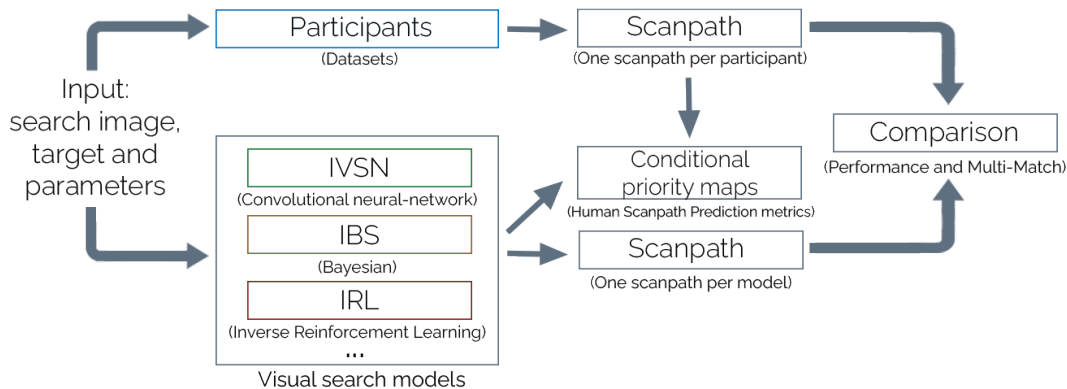 Input:
search image,
target and
parameters
Participants
(Datasets)
Scanpath
(One scanpath per participant)
IVSN
(Convolutional neural-network)
IBS
(Bayesian)
IRL
(Inverse Reinforcement Learning)
...
Visual search models
Conditional
priority maps
(Human Scanpath Prediction metrics)
Scanpath
(One scanpath per model)
Comparison
(Performance and Multi-Match)